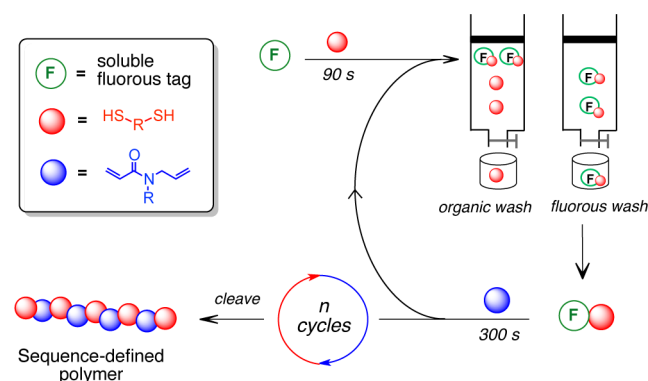 F = soluble
fluorous tag
HS R SH
=
=
O
N
R
F
90 s
F F
F
F
F
organic wash
fluorous wash
F
300 s
n
cycles
cleave
Sequence-defined
polymer